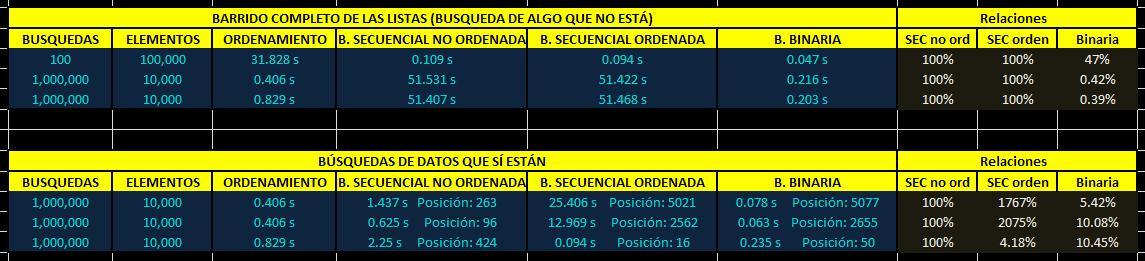 BARRIDO COMPLETO DE LAS LISTAS (BUSQUEDA DE ALGO QUE NO ESTÁ) Relaciones
BUSQUEDAS ELEMENTOS ORDENAMIENTO B. SECUENCIAL NO ORDENADA B. SECUENCIAL ORDENADA B. BINARIA SEC no ord SEC orden Binaria
100 100,000 31.828 s 0.109 s 0.094 s 0.047 s 100% 100% 47%
1,000,000 10,000 0.406 s 51.531 s 51.422 s 0.216 s 100% 100% 0.42%
1,000,000 10,000 0.829 s 51.407 s 51.468 s 0.203 s 100% 100% 0.39%
BÚSQUEDAS DE DATOS QUE SÍ ESTÁN Relaciones
BUSQUEDAS ELEMENTOS ORDENAMIENTO B. SECUENCIAL NO ORDENADA B. SECUENCIAL ORDENADA B. BINARIA SEC no ord SEC orden Binaria
1,000,000 10,000 0.406 s 1.437 s Posición: 263 25.406 s Posición: 5021 0.078 s Posición: 5077 100% 1767% 5.42%
1,000,000 10,000 0.406 s 0.625 s Posición: 96 12.969 s Posición: 2562 0.063 s Posición: 2655 100% 2075% 10.08%
1,000,000 10,000 0.829 s 2.25 s Posición: 424 0.094 s Posición: 16 0.235 s Posición: 50 100% 4.18% 10.45%